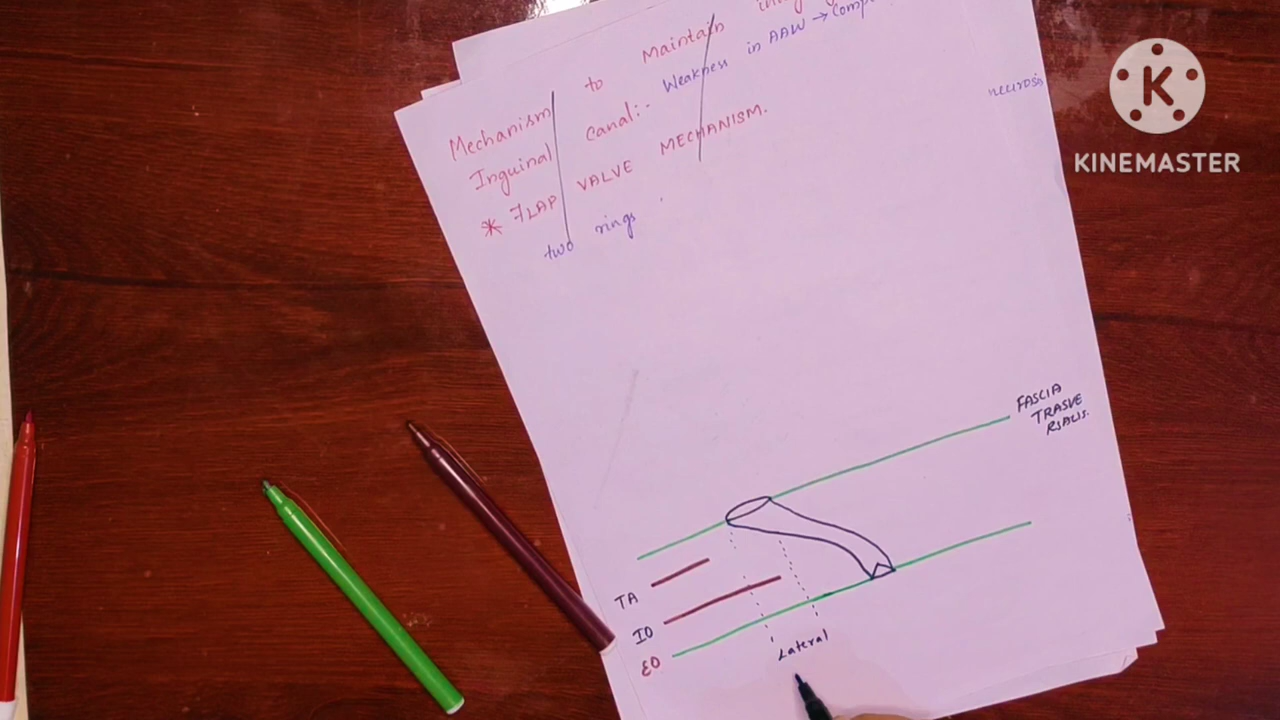 Mechanism to Maintain
Inguinal Canal:- Weakness in AAW →
* FLAP VALVE MECHANISM.
two rings
neurosis
KINEMASTER
FASCIA
TRASVE
RSALIS.
TA
IO
EO
Lateral